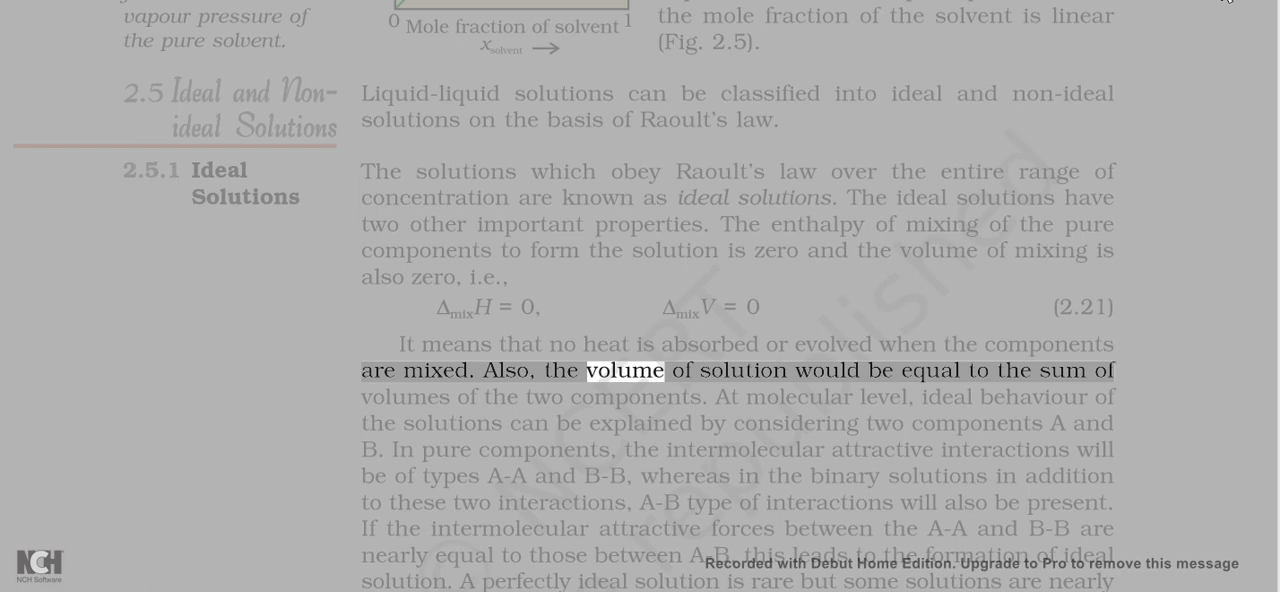 vapour pressure of
the pure solvent.
0 Mole fraction of solvent 1
xsolvent
the mole fraction of the solvent is linear
(Fig. 2.5).
2.5 Ideal and Non-
ideal Solutions
Liquid-liquid solutions can be classified into ideal and non-ideal
solutions on the basis of Raoult's law.
2.5.1 Ideal
Solutions
The solutions which obey Raoult's law over the entire range of
concentration are known as ideal solutions. The ideal solutions have
two other important properties. The enthalpy of mixing of the pure
components to form the solution is zero and the volume of mixing is
also zero, i.e.,
ΔmixH = 0, ΔmixV = 0 (2.21)
It means that no heat is absorbed or evolved when the components
are mixed. Also, the volume of solution would be equal to the sum of
volumes of the two components. At molecular level, ideal behaviour of
the solutions can be explained by considering two components A and
B. In pure components, the intermolecular attractive interactions will
be of types A-A and B-B, whereas in the binary solutions in addition
to these two interactions, A-B type of interactions will also be present.
If the intermolecular attractive forces between the A-A and B-B are
nearly equal to those between A-B, this leads to the formation of ideal
solution. A perfectly ideal solution is rare but some solutions are nearly
NCH
NCH Software
Recorded with Debut Home Edition. Upgrade to Pro to remove this message
republished